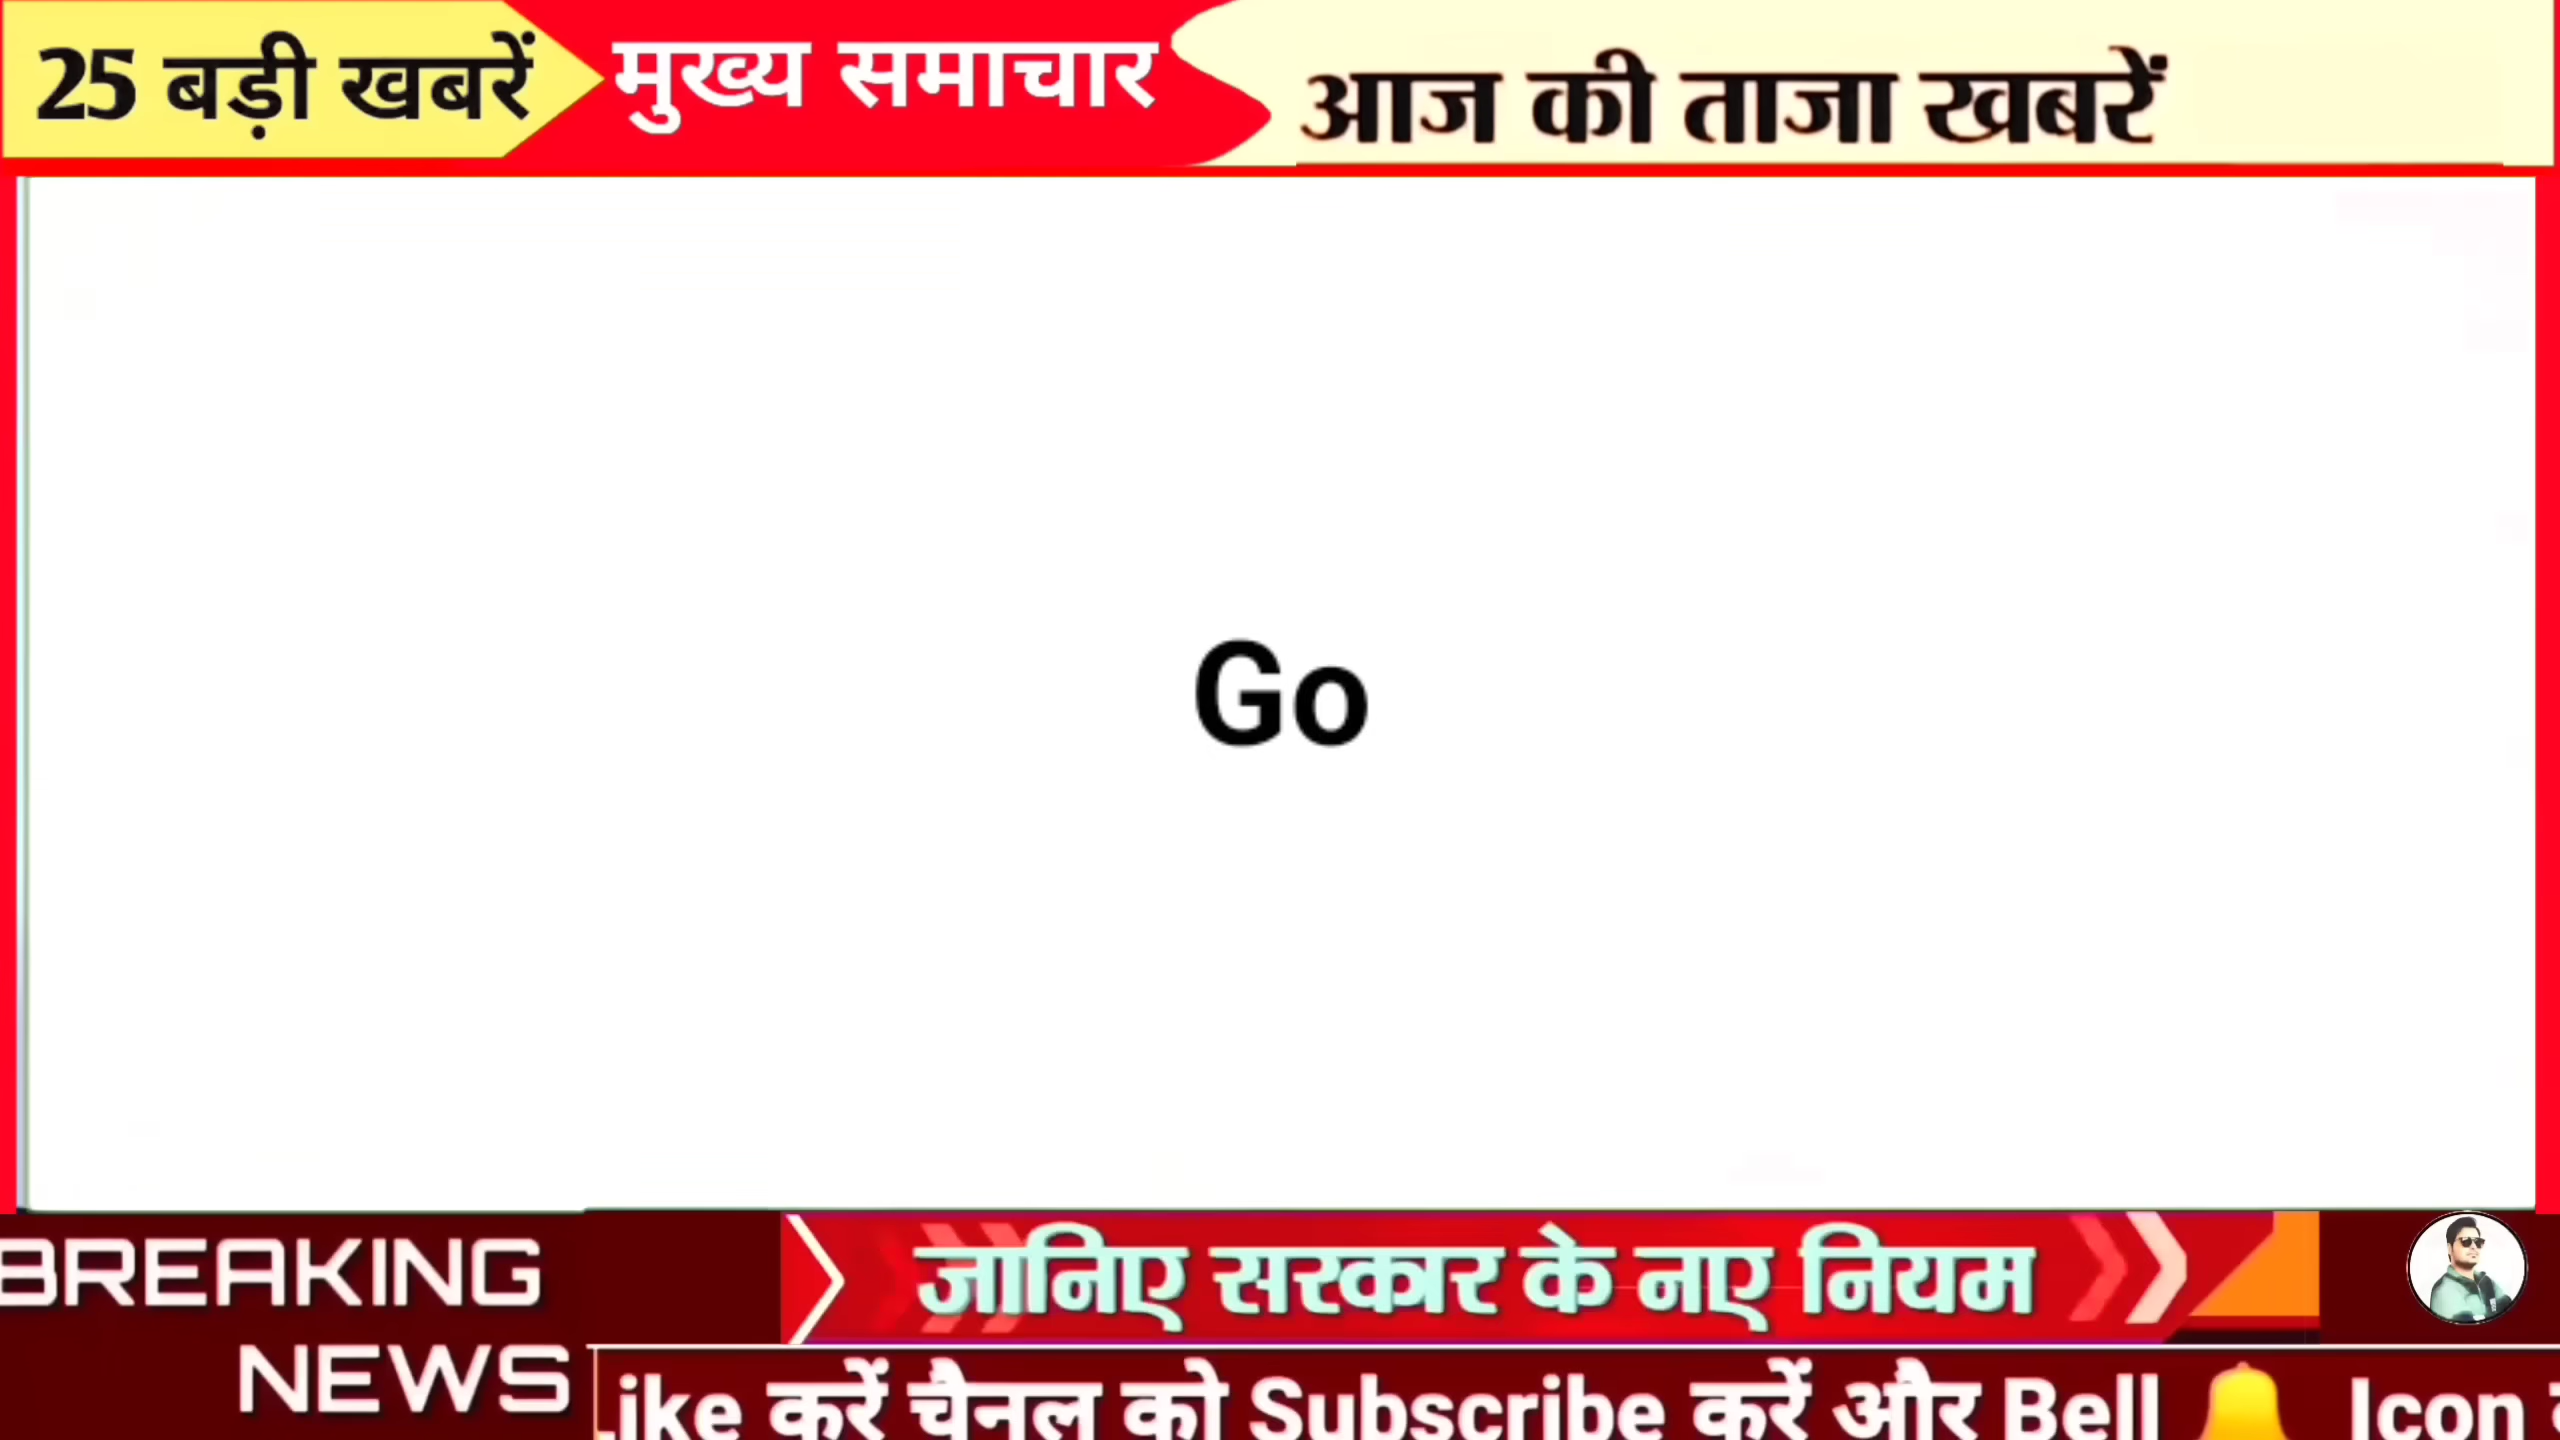 25 बड़ी खबरें
मुख्य समाचार
आज की ताजा खबरें
Go
BREAKING
NEWS
जानिए सरकार के नए नियम
Like करें चैनल को Subscribe करें और Bell 🔔 Icon